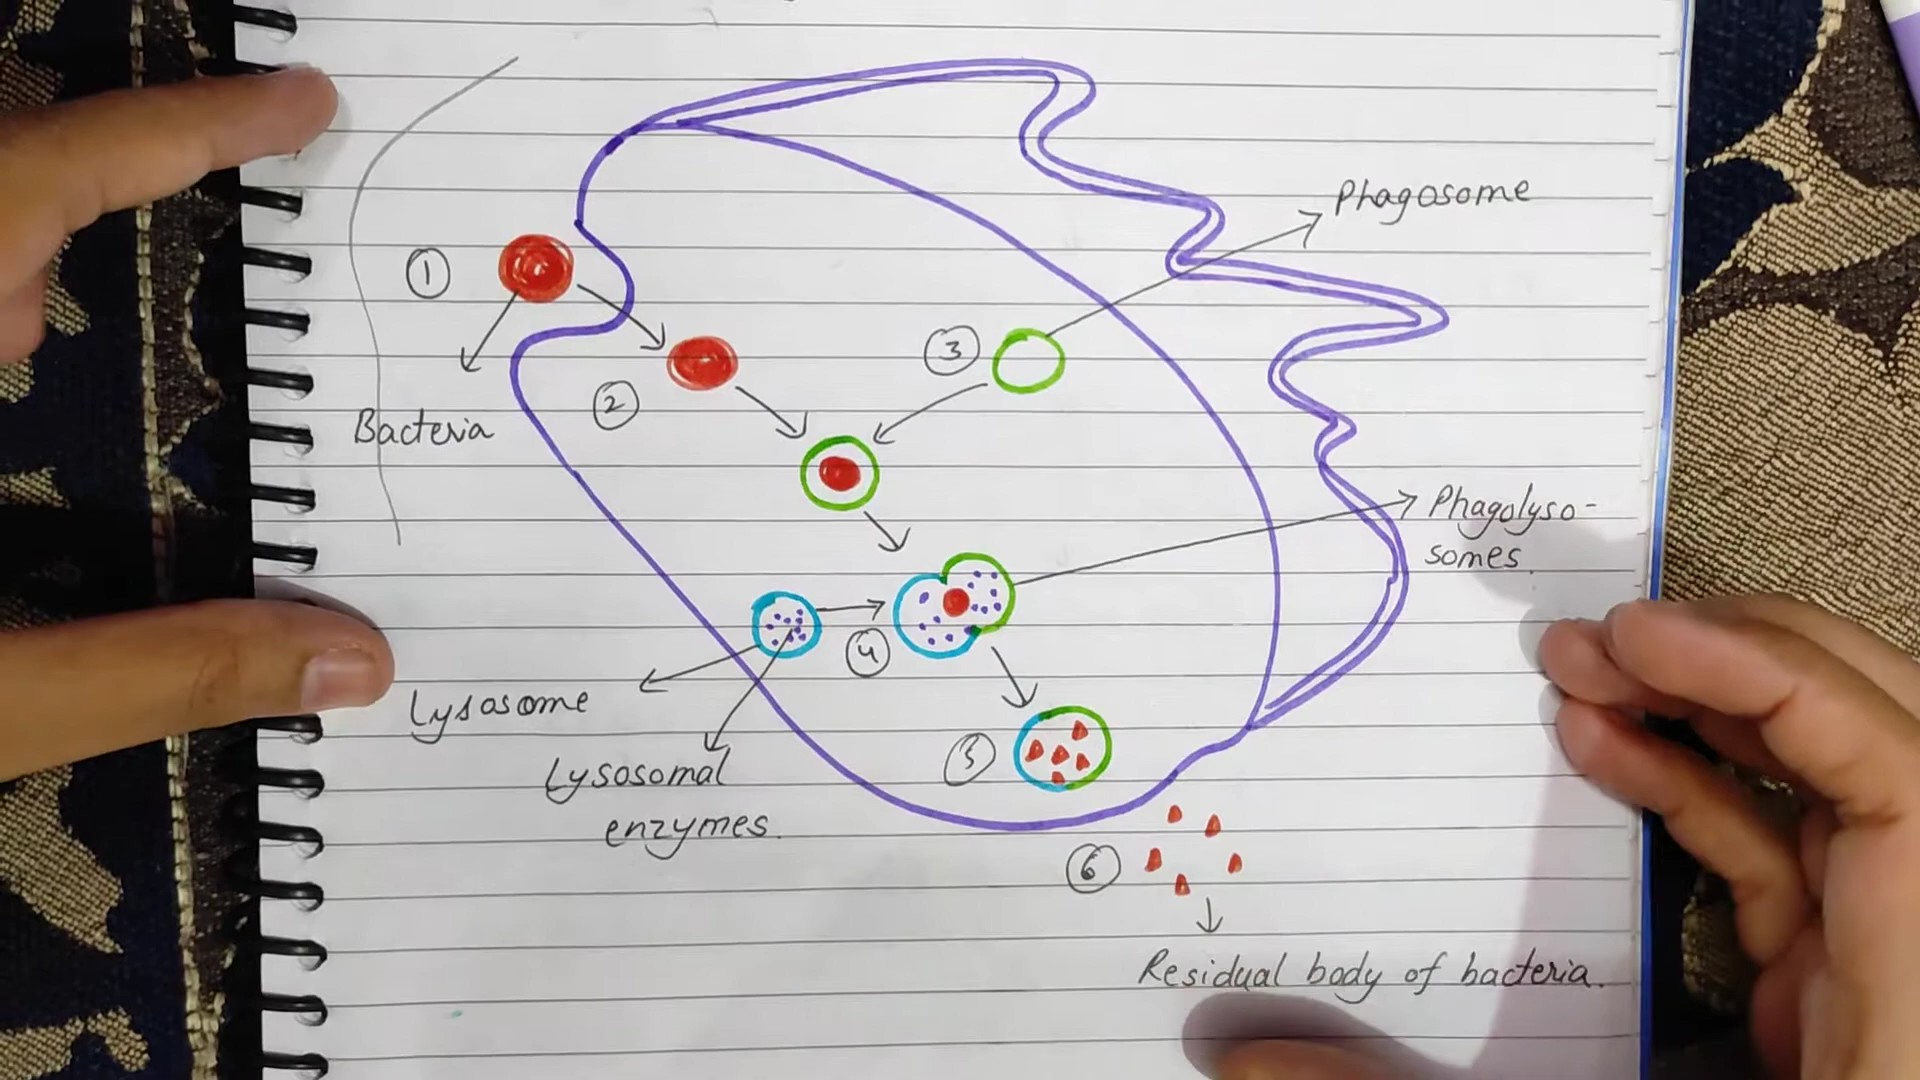 Phagosome
1
3
2
Bacteria
Phagolyso-
somes.
4
Lysosome
5
Lysosomal
enzymes.
6
Residual body of bacteria.